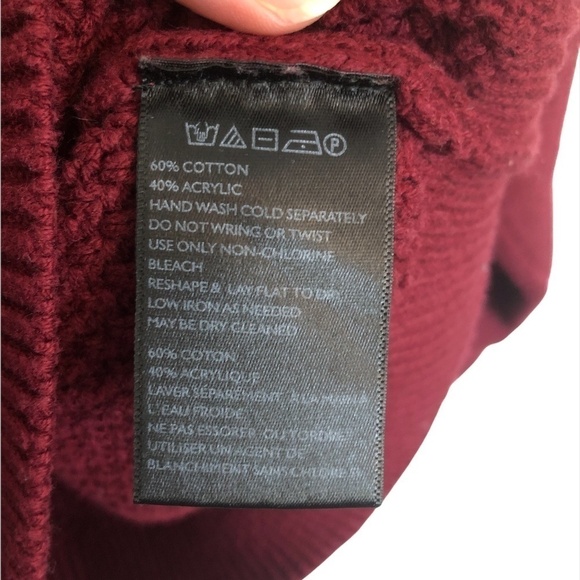 60% COTTON
40% ACRYLIC
HAND WASH COLD SEPARATELY
DO NOT WRING OR TWIST
USE ONLY NON-CHLORINE
BLEACH
RESHAPE & LAY FLAT TO DRY
LOW IRON AS NEEDED
MAY BE DRY CLEANED
60% COTON
40% ACRYLIQUE
LAVER SEPAREMENT A LA MAIN A
L'EAU FROIDE
NE PAS ESSORER OU TORDRE
UTILISER UN AGENT DE
BLANCHIMENT SANS CHLORE